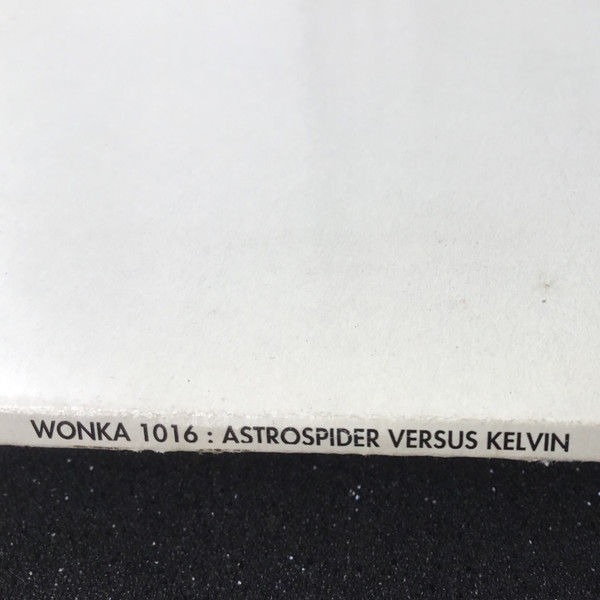 WONKA 1016 : ASTROSPIDER VERSUS KELVIN